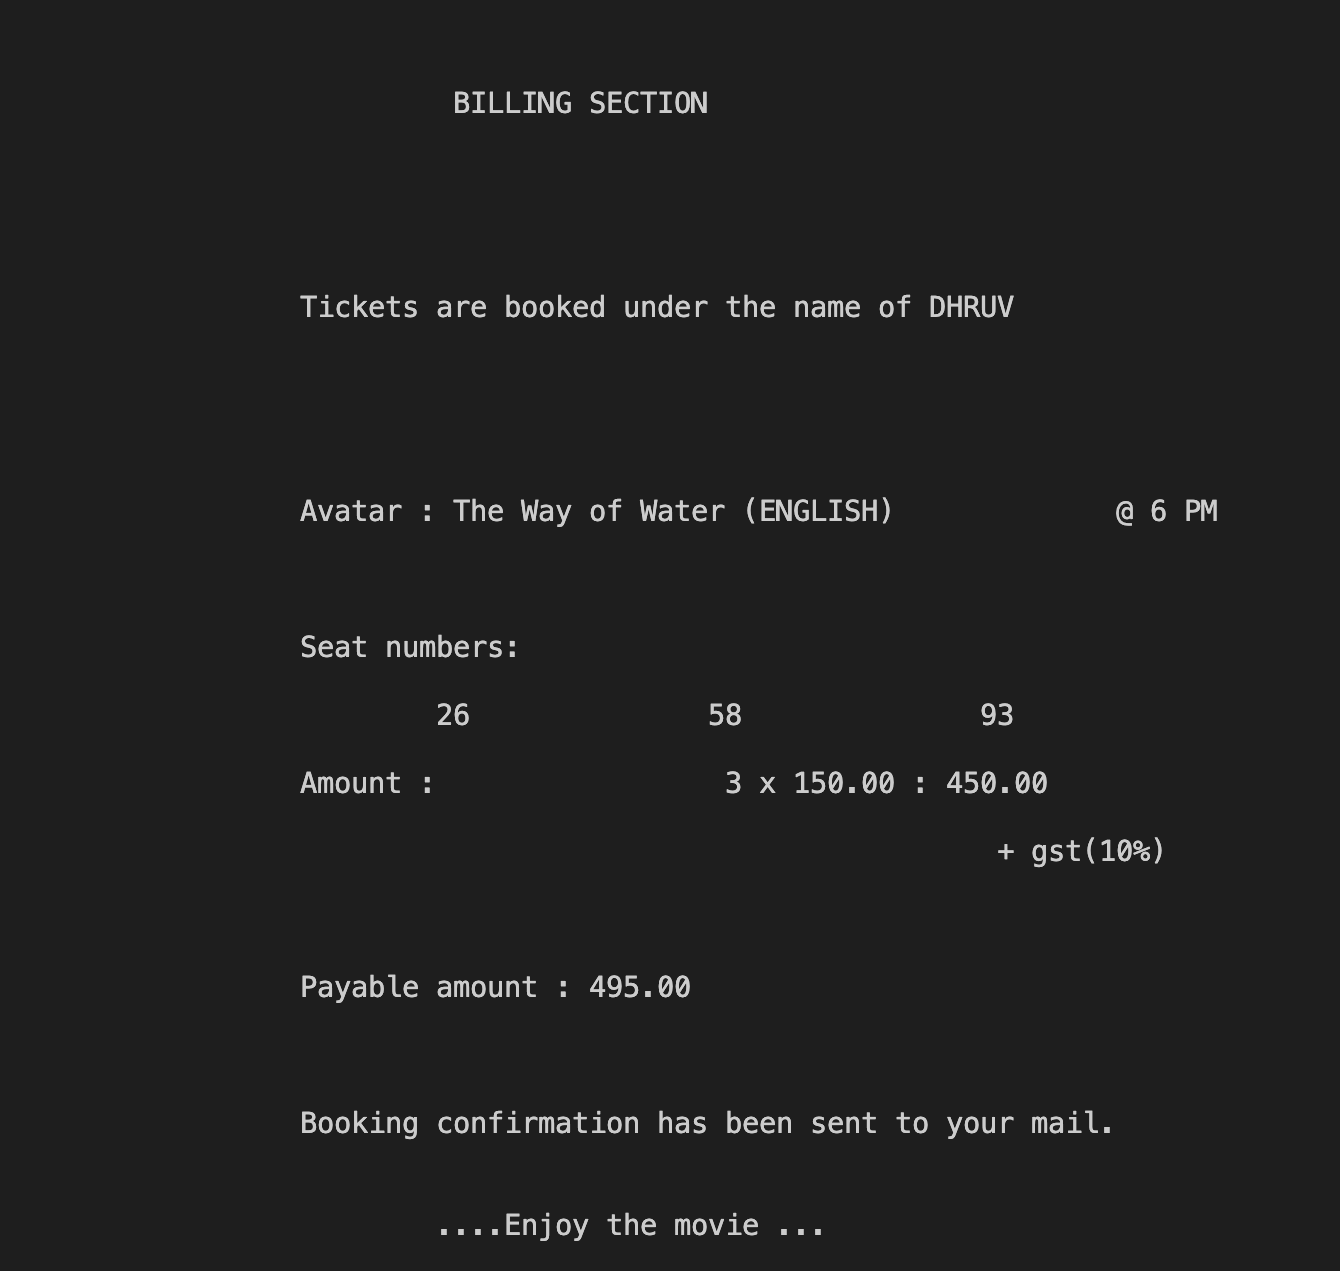 BILLING SECTION
Tickets are booked under the name of DHRUV
Avatar : The Way of Water (ENGLISH) @ 6 PM
Seat numbers:
26 58 93
Amount : 3 x 150.00 : 450.00
+ gst(10%)
Payable amount : 495.00
Booking confirmation has been sent to your mail.
....Enjoy the movie ...